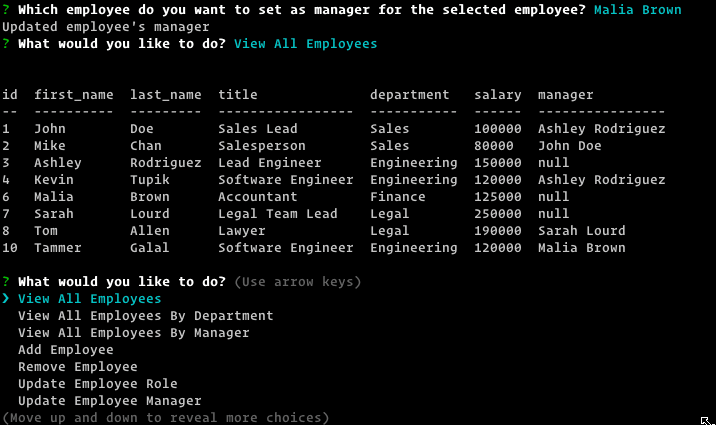 ? Which employee do you want to set as manager for the selected employee? Malia Brown
Updated employee's manager
? What would you like to do? View All Employees
id  first_name  last_name  title              department   salary  manager
--  ----------  ---------  -----------------  -----------  ------  ----------------
1   John        Doe        Sales Lead         Sales        100000  Ashley Rodriguez
2   Mike        Chan       Salesperson        Sales        80000   John Doe
3   Ashley      Rodriguez  Lead Engineer      Engineering  150000  null
4   Kevin       Tupik      Software Engineer  Engineering  120000  Ashley Rodriguez
6   Malia       Brown      Accountant         Finance      125000  null
7   Sarah       Lourd      Legal Team Lead    Legal        250000  null
8   Tom         Allen      Lawyer             Legal        190000  Sarah Lourd
10  Tammer      Galal      Software Engineer  Engineering  120000  Malia Brown
? What would you like to do? (Use arrow keys)
❯ View All Employees
  View All Employees By Department
  View All Employees By Manager
  Add Employee
  Remove Employee
  Update Employee Role
  Update Employee Manager
(Move up and down to reveal more choices)